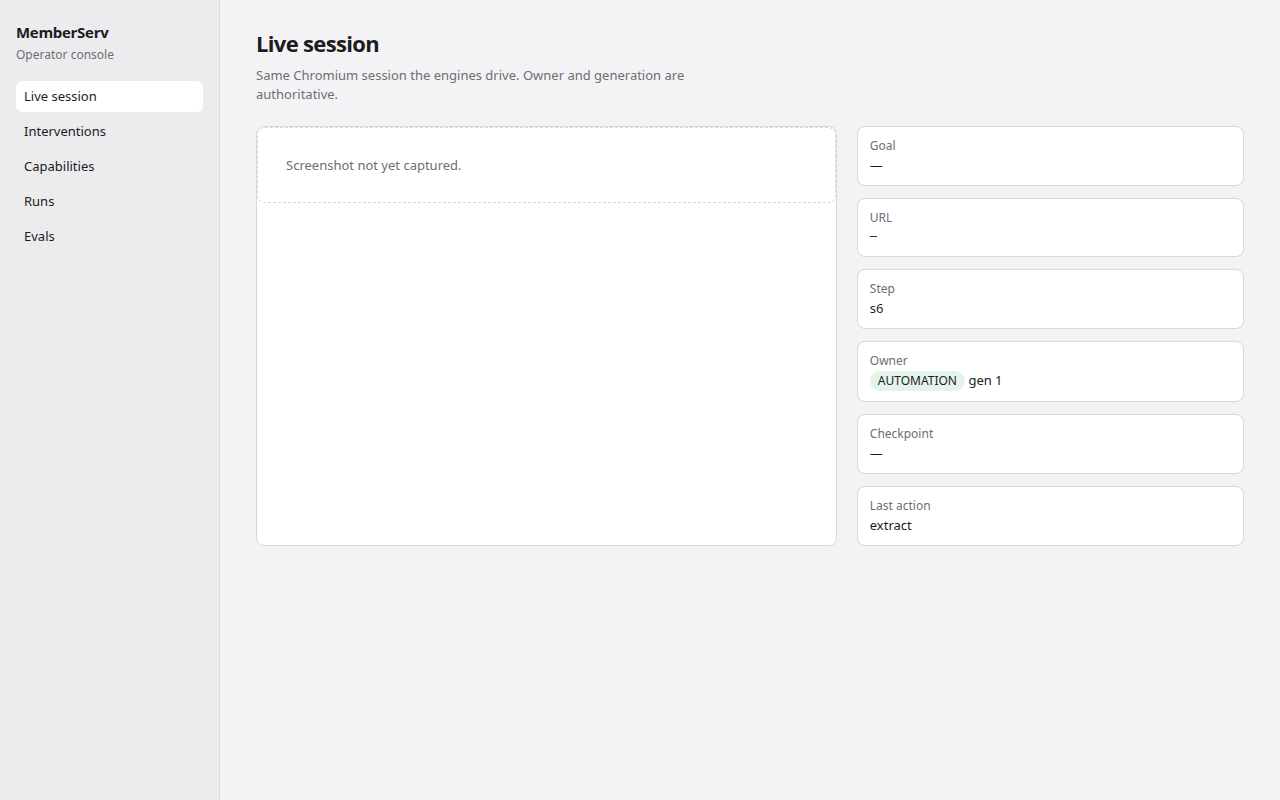 MemberServ
Operator console
Live session
Interventions
Capabilities
Runs
Evals
Live session
Same Chromium session the engines drive. Owner and generation are
authoritative.
Screenshot not yet captured.
Goal
—
URL
–
Step
s6
Owner
AUTOMATION gen 1
Checkpoint
—
Last action
extract